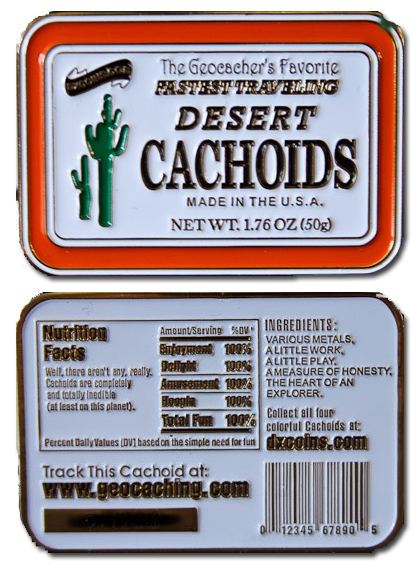 The Geocacher's Favorite
FASTEST TRAVELING
DESERT
CACHOIDS
MADE IN THE U.S.A.
NET WT. 1.76 OZ (50g)
Nutrition
Facts
Well, there aren't any, really.
Cachoids are completely
and totally inedible
(at least on this planet).
Amount/Serving %DV*
Enjoyment 100%
Delight 100%
Amusement 100%
Hoopla 100%
Total Fun 100%
Percent Daily Values (DV) based on the simple need for fun
INGREDIENTS:
VARIOUS METALS,
A LITTLE WORK,
A LITTLE PLAY,
A MEASURE OF HONESTY,
THE HEART OF AN
EXPLORER.
Collect all four
colorful Cachoids at:
dxcoins.com
Track This Cachoid at:
www.geocaching.com
0 12345 67890 5